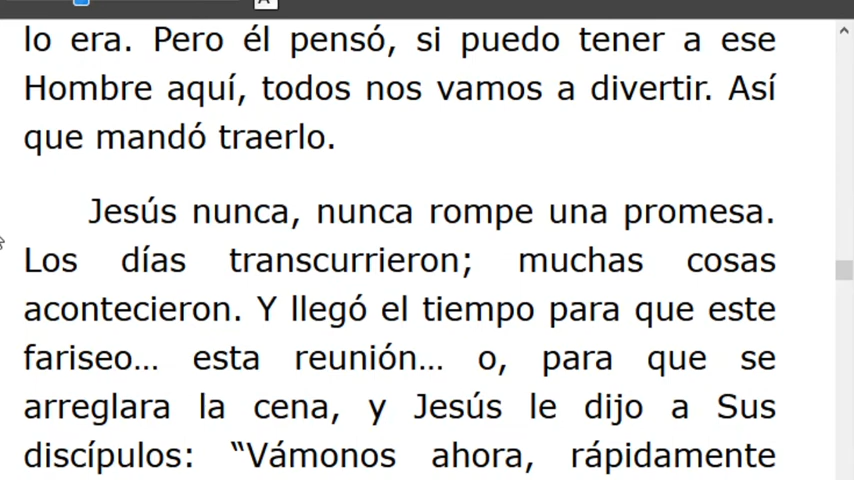 lo era. Pero él pensó, si puedo tener a ese
Hombre aquí, todos nos vamos a divertir. Así
que mandó traerlo.
Jesús nunca, nunca rompe una promesa.
Los días transcurrieron; muchas cosas
acontecieron. Y llegó el tiempo para que este
fariseo… esta reunión… o, para que se
arreglara la cena, y Jesús le dijo a Sus
discípulos: “Vámonos ahora, rápidamente